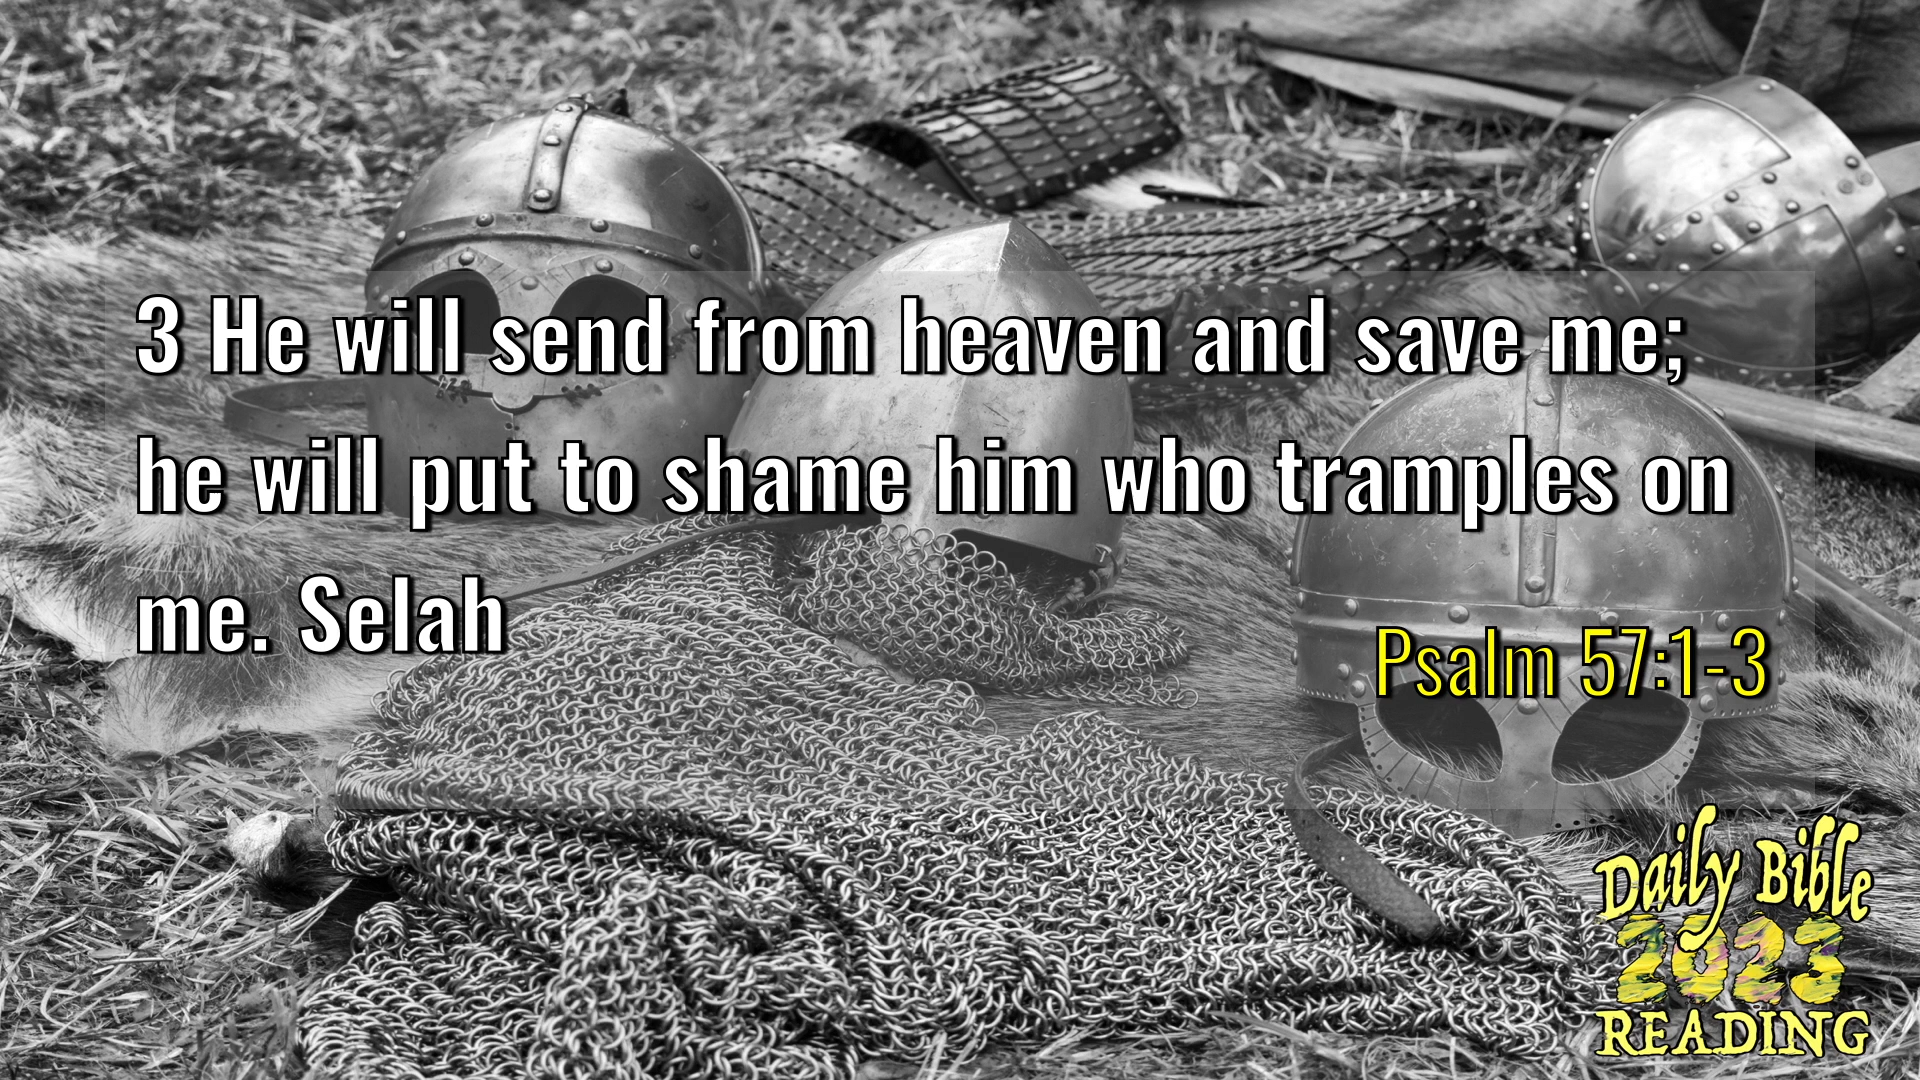 3 He will send from heaven and save me;
he will put to shame him who tramples on
me. Selah
Psalm 57:1-3
Daily Bible
2023
READING